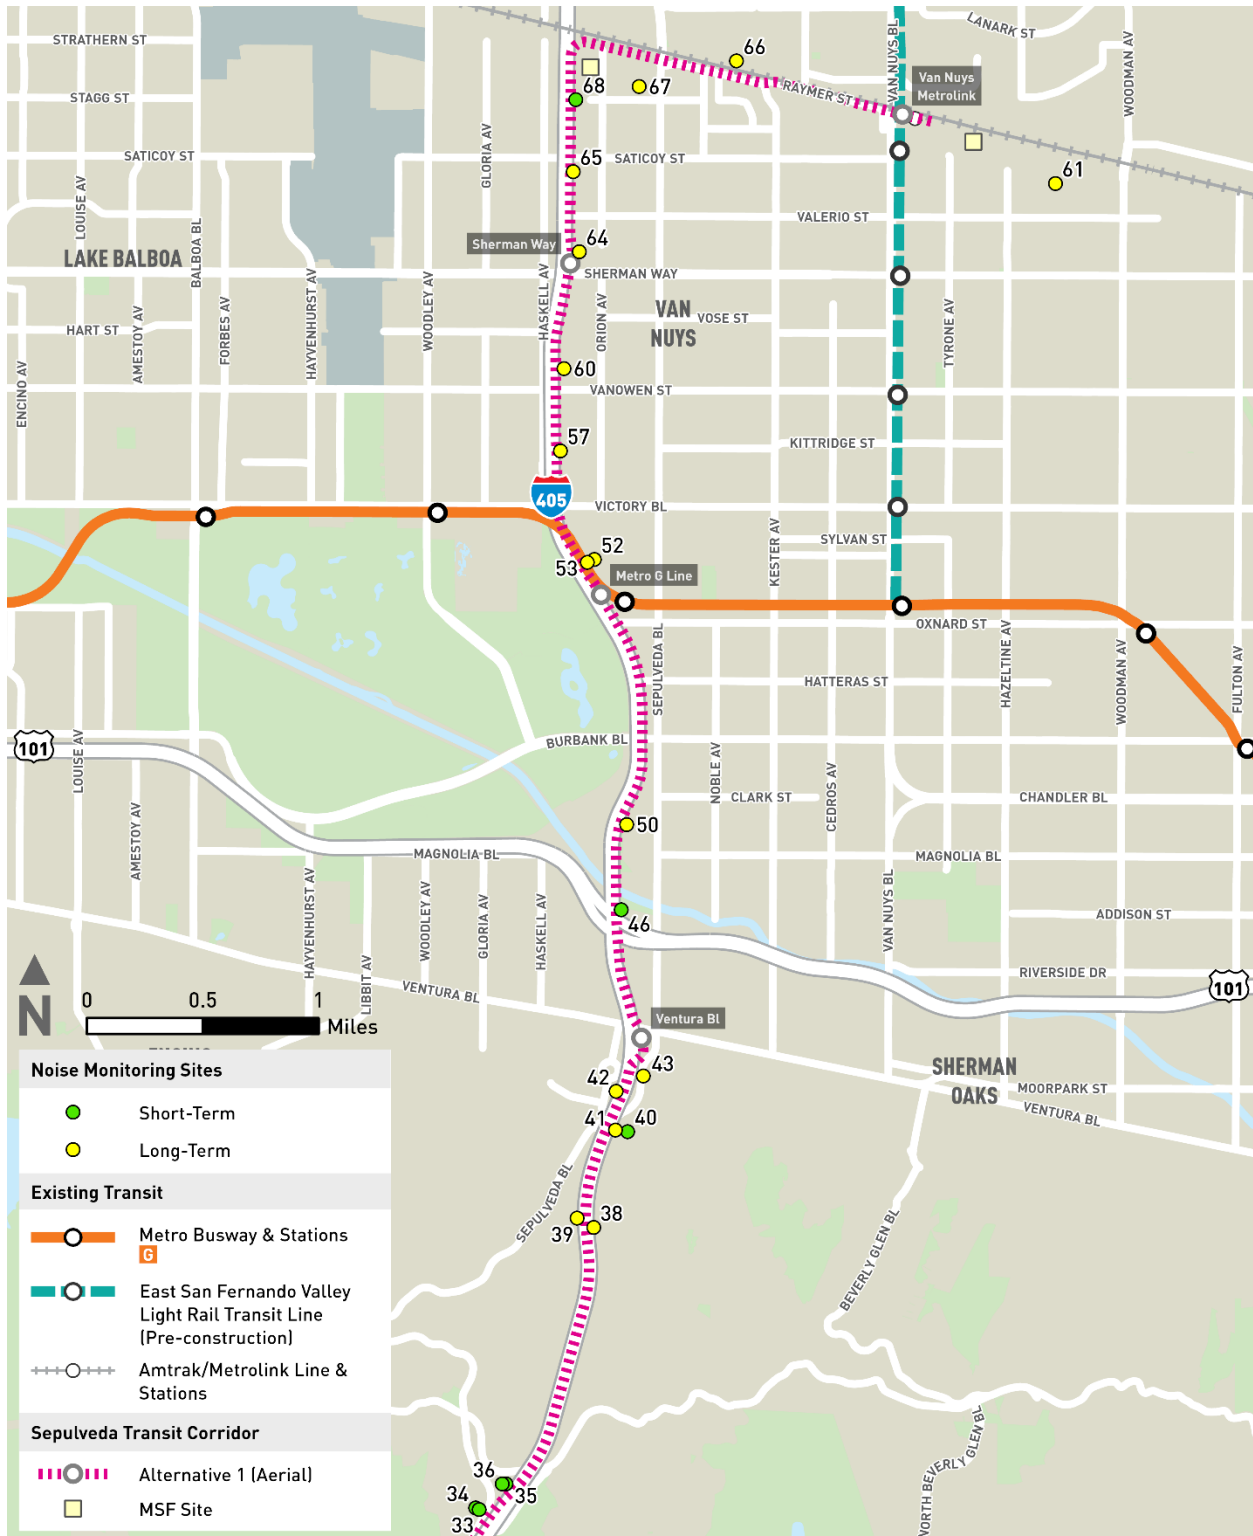 STRATHERN ST
LANARK ST
VAN NUYS BL
WOODMAN AV
66
Van Nuys
Metrolink
67
68
RAYMER ST
STAGG ST
GLORIA AV
SATICOY ST
65
SATICOY ST
61
LOUISE AV
BALBOA BL
VALERIO ST
64
Sherman Way
LAKE BALBOA
SHERMAN WAY
HASKELL AV
ORION AV
VAN
NUYS
VOSE ST
HART ST
AMESTOY AV
FORBES AV
HAYVENHURST AV
WOODLEY AV
TYRONE AV
ENCINO AV
60
VANOWEN ST
57
KITTRIDGE ST
405
VICTORY BL
KESTER AV
SYLVAN ST
52
53
Metro G Line
OXNARD ST
SEPULVEDA BL
HAZELTINE AV
WOODMAN AV
FULTON AV
HATTERAS ST
101
LOUISE AV
BURBANK BL
NOBLE AV
CEDROS AV
CLARK ST
CHANDLER BL
AMESTOY AV
50
MAGNOLIA BL
MAGNOLIA BL
HAYVENHURST AV
LIBBIT AV
WOODLEY AV
GLORIA AV
HASKELL AV
VAN NUYS BL
46
ADDISON ST
RIVERSIDE DR
101
N
VENTURA BL
0 0.5 1
Miles
Ventura Bl
43
42
SHERMAN
OAKS
MOORPARK ST
VENTURA BL
41
40
SEPULVEDA BL
38
39
BEVERLY GLEN BL
NORTH BEVERLY GLEN BL
36
35
34
33
Noise Monitoring Sites
Short-Term
Long-Term
Existing Transit
Metro Busway & Stations
G
East San Fernando Valley
Light Rail Transit Line
(Pre-construction)
Amtrak/Metrolink Line &
Stations
Sepulveda Transit Corridor
Alternative 1 (Aerial)
MSF Site